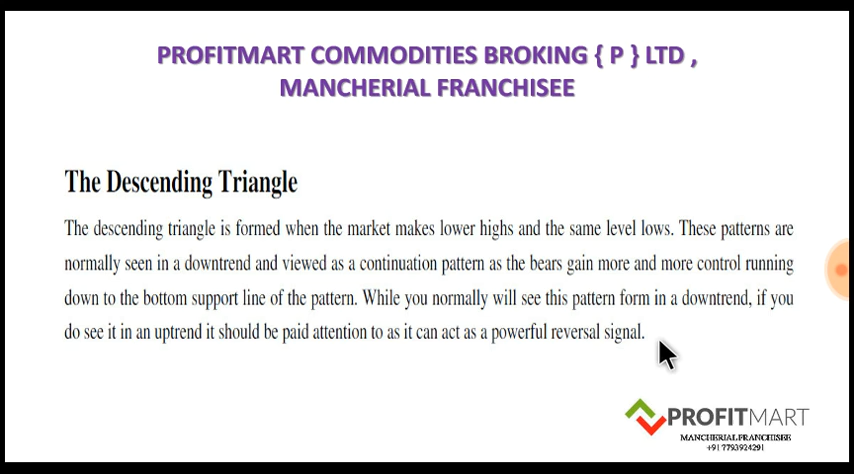 PROFITMART COMMODITIES BROKING { P } LTD ,
MANCHERIAL FRANCHISEE
The Descending Triangle
The descending triangle is formed when the market makes lower highs and the same level lows. These patterns are
normally seen in a downtrend and viewed as a continuation pattern as the bears gain more and more control running
down to the bottom support line of the pattern. While you normally will see this pattern form in a downtrend, if you
do see it in an uptrend it should be paid attention to as it can act as a powerful reversal signal.
PROFITMART
MANCHERIAL FRANCHISEE
+91 7793924291